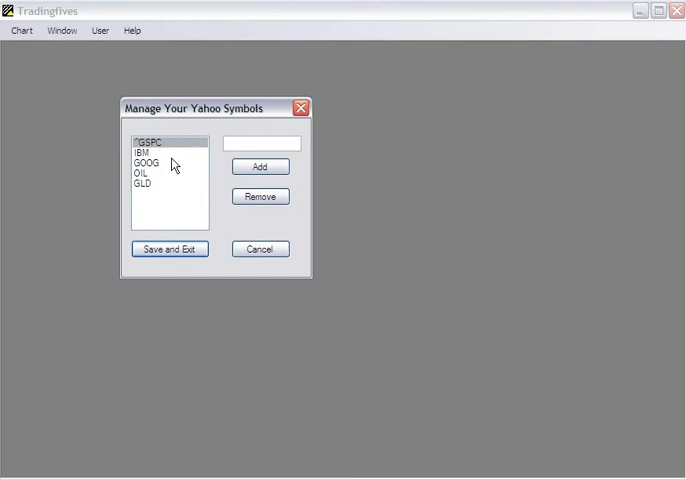 Tradingfives
Chart Window User Help
Manage Your Yahoo Symbols
^GSPC
IBM
GOOG
OIL
GLD
Add
Remove
Save and Exit
Cancel